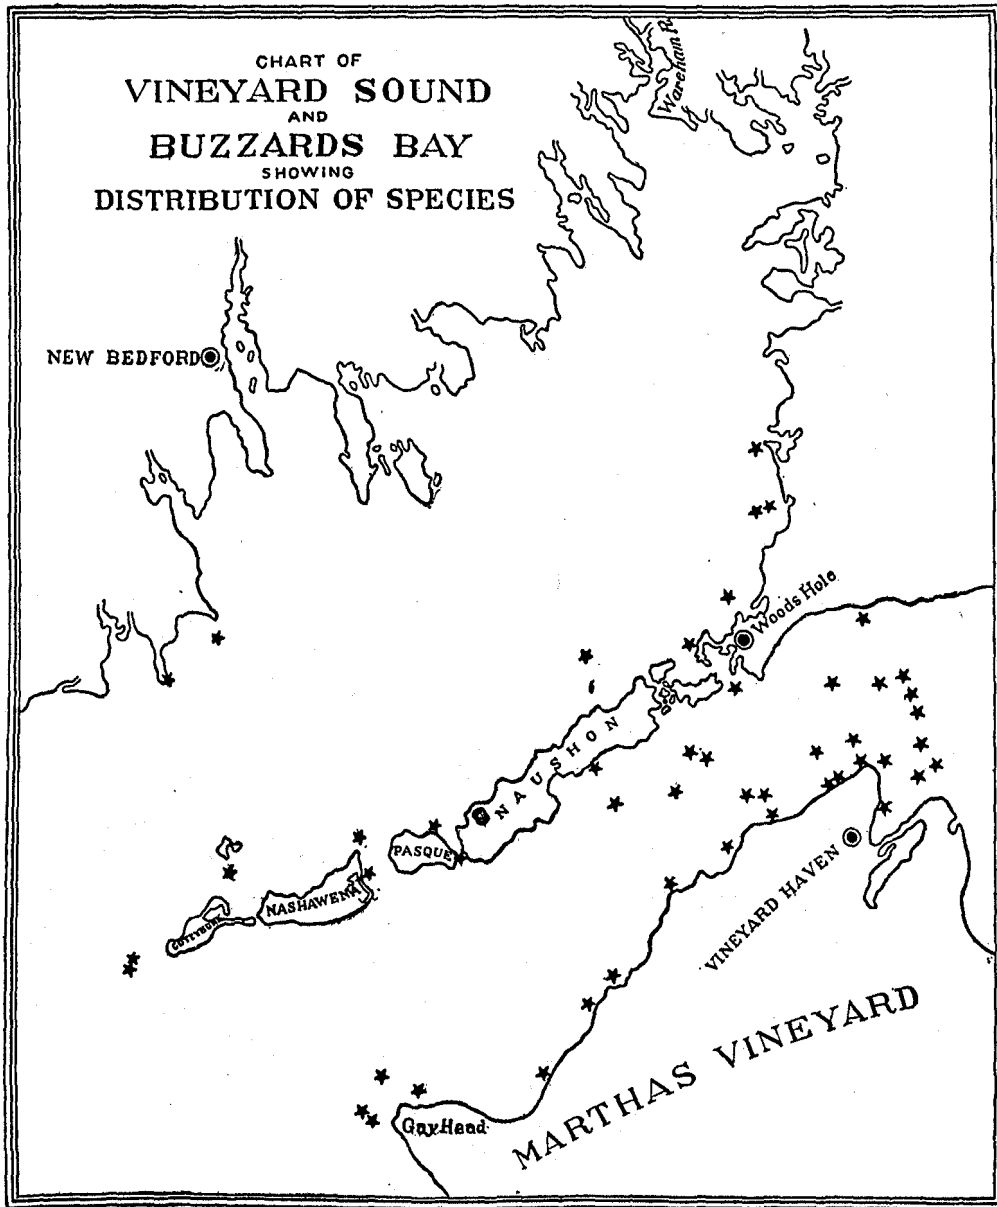 CHART OF
VINEYARD SOUND
AND
BUZZARDS BAY
SHOWING
DISTRIBUTION OF SPECIES
Wareham R.
NEW BEDFORD
Woods Hole
NAUSHON
PASQUE
NASHAWENA
CUTTYHUNK
VINEYARD HAVEN
MARTHAS VINEYARD
Gay Head